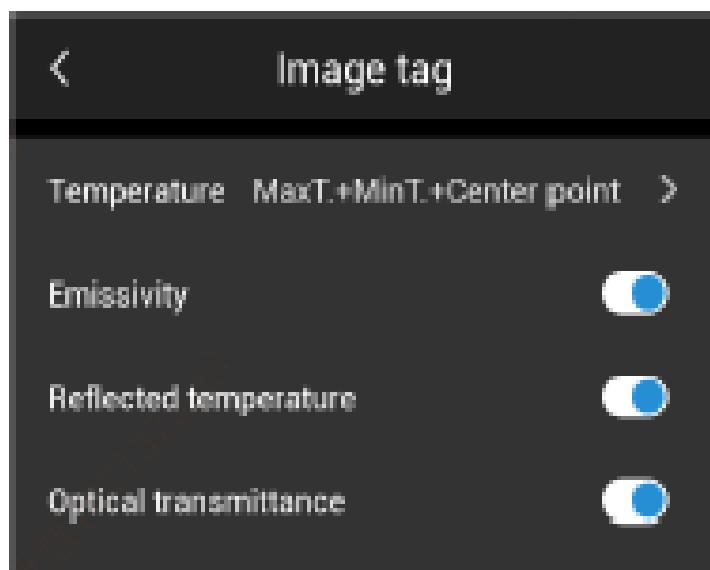 Image tag
Temperature MaxT.+MinT.+Center point
Emissivity
Reflected temperature
Optical transmittance